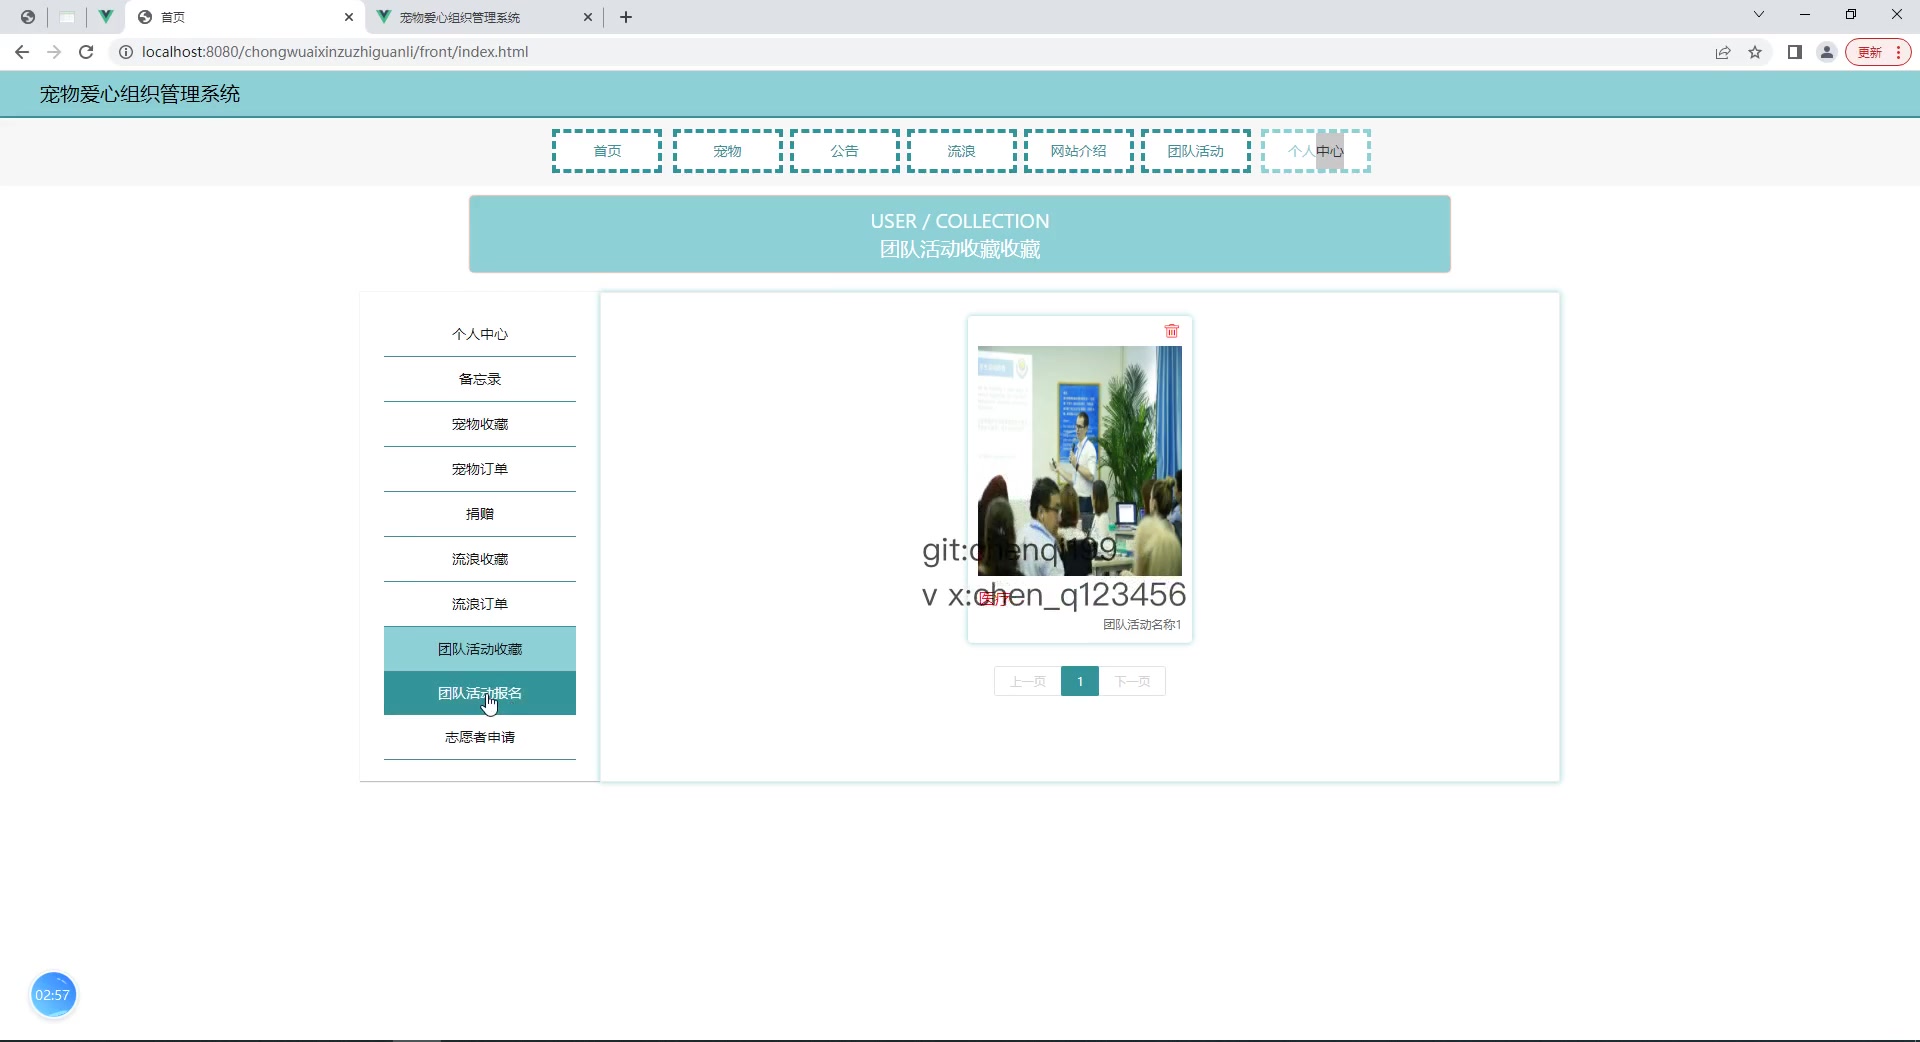 首页
宠物爱心组织管理系统
localhost:8080/chongwuaixinzuzhiguanli/front/index.html
更新
宠物爱心组织管理系统
首页
宠物
公告
流浪
网站介绍
团队活动
个人中心
USER / COLLECTION
团队活动收藏收藏
个人中心
备忘录
宠物收藏
宠物订单
捐赠
流浪收藏
流浪订单
团队活动收藏
团队活动报名
志愿者申请
git:chenqi199
v x:chen_q123456
医疗
团队活动名称1
上一页
1
下一页
02:57